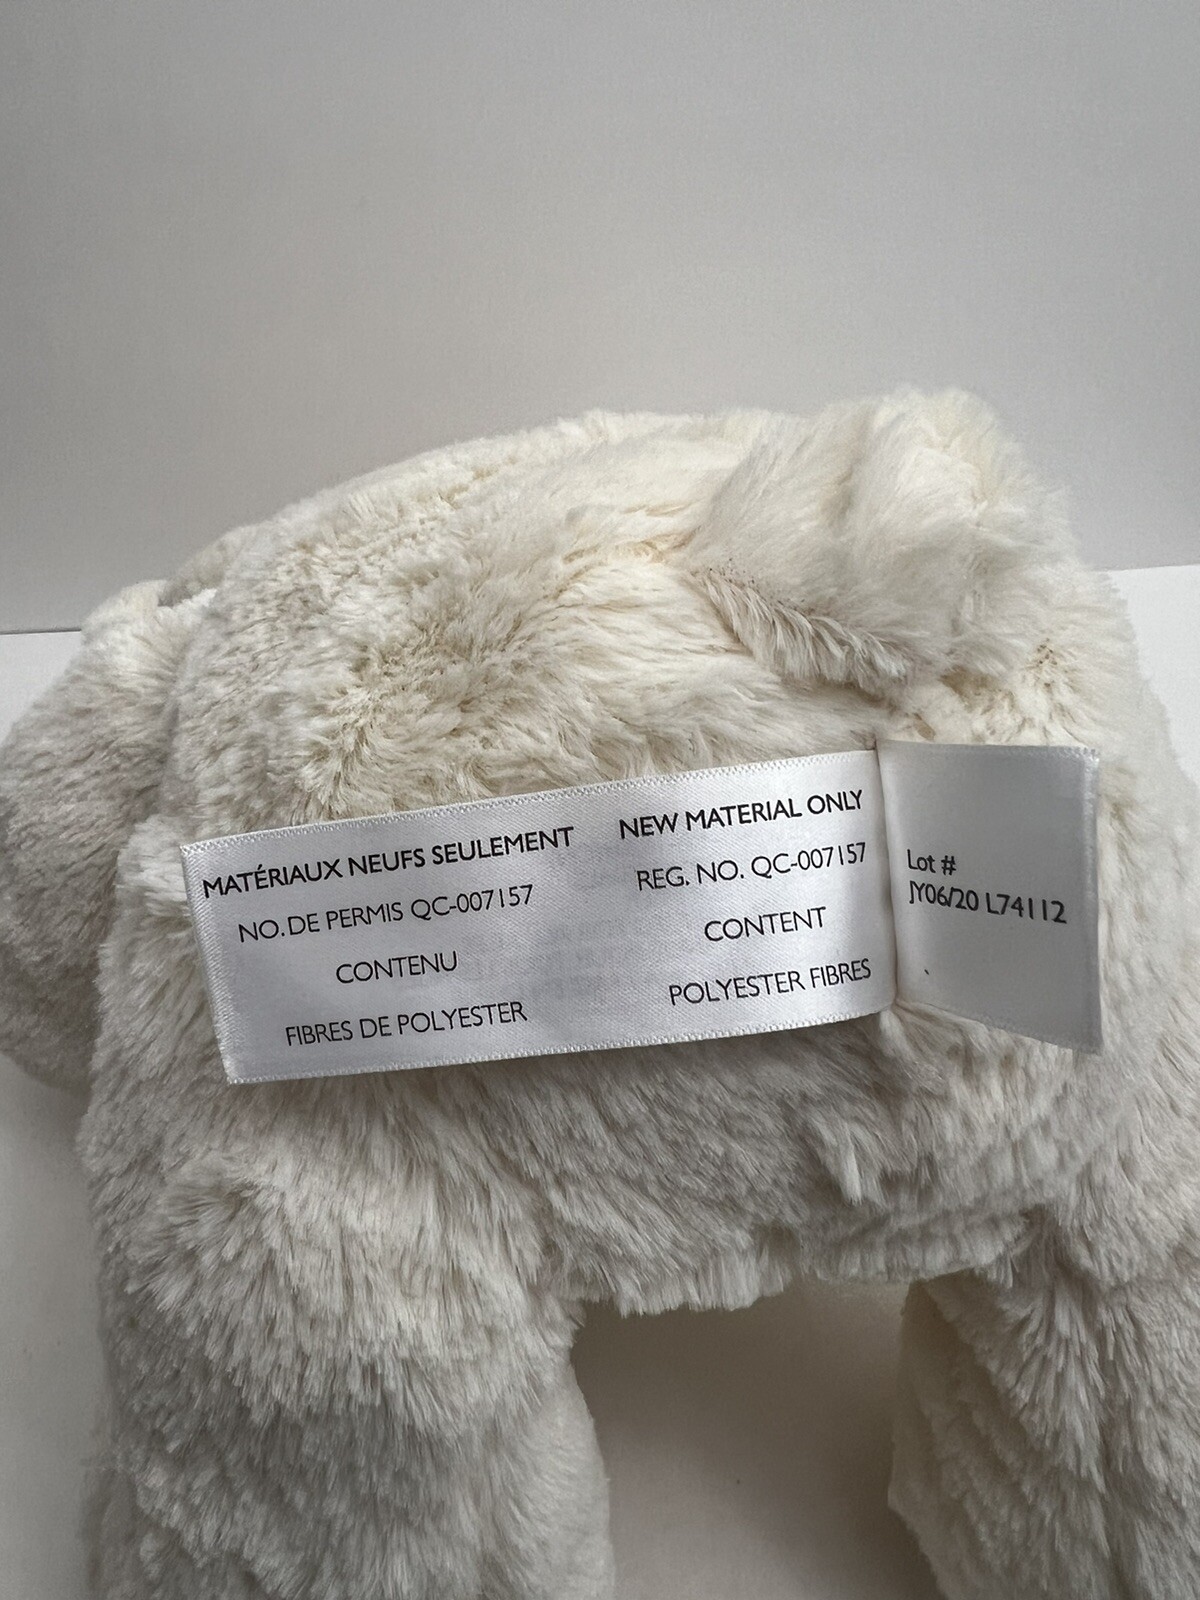 MATÉRIAUX NEUFS SEULEMENT
NO. DE PERMIS QC-007157
CONTENU
FIBRES DE POLYESTER
NEW MATERIAL ONLY
REG. NO. QC-007157
CONTENT
POLYESTER FIBRES
Lot #
JY06/20 L74112